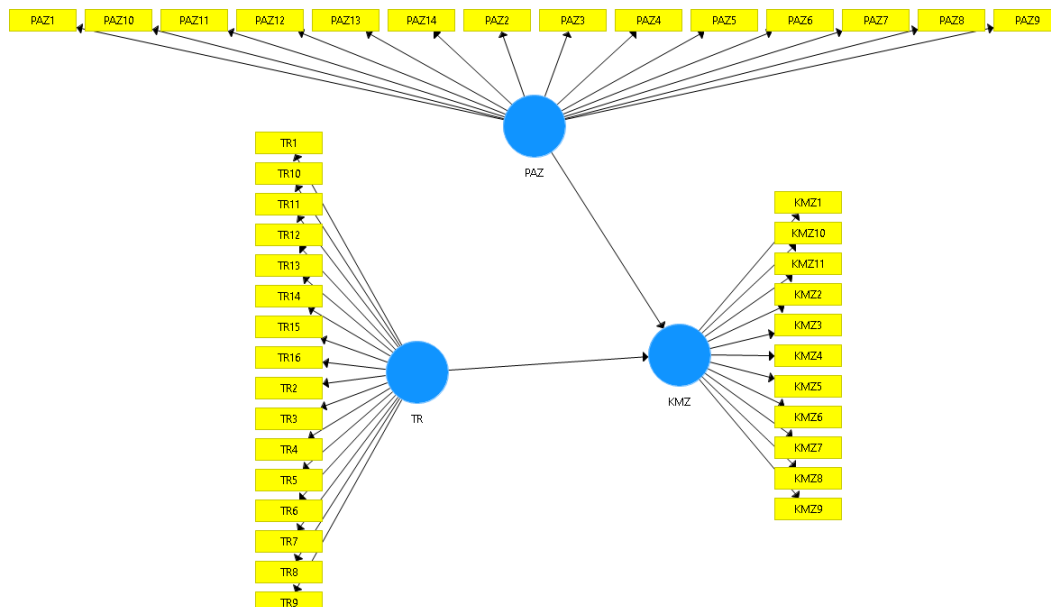 PAZ1 PAZ10 PAZ11 PAZ12 PAZ13 PAZ14 PAZ2 PAZ3 PAZ4 PAZ5 PAZ6 PAZ7 PAZ8 PAZ9
PAZ
TR1
TR10
TR11
TR12
TR13
TR14
TR15
TR16
TR2
TR3
TR4
TR5
TR6
TR7
TR8
TR9
TR
KMZ1
KMZ10
KMZ11
KMZ2
KMZ3
KMZ4
KMZ5
KMZ6
KMZ7
KMZ8
KMZ9
KMZ